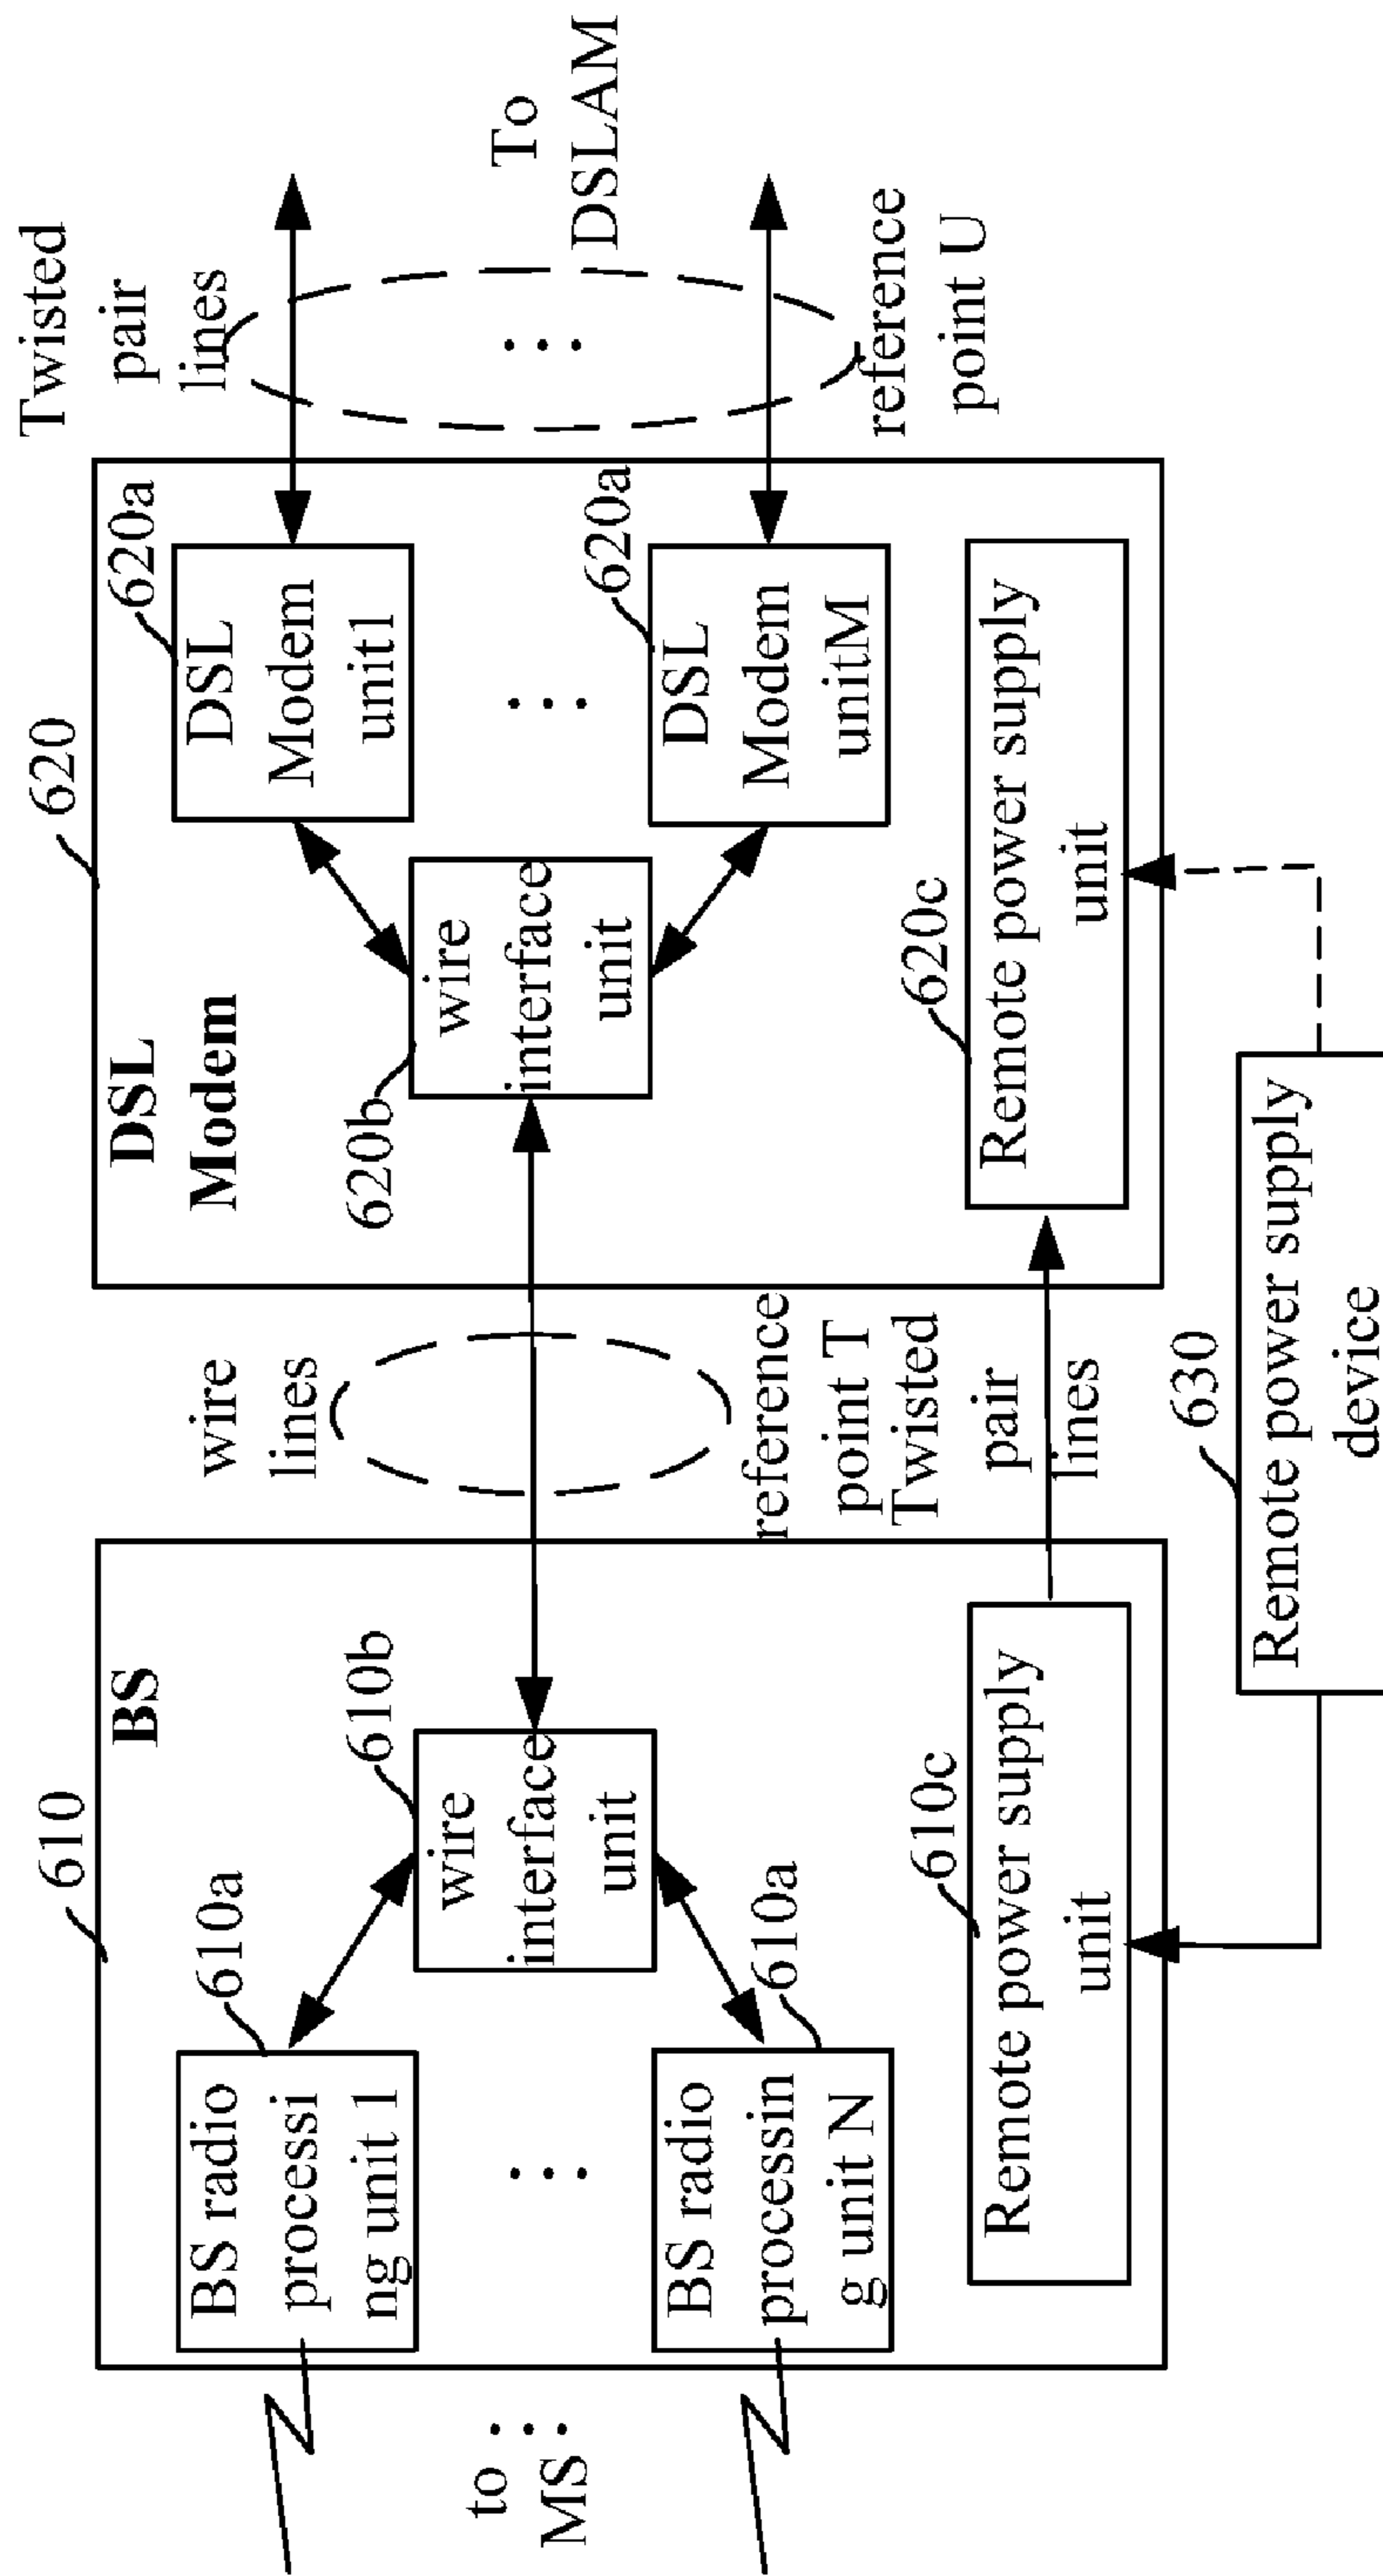 610
BS
610a
BS radio
processi
ng unit 1
610b
wire
interface
unit
to
MS
610a
BS radio
processin
g unit N
610c
Remote power supply
unit
wire
lines
reference
point T
Twisted
pair
lines
620
DSL
Modem
620a
DSL
Modem
unit1
620b
wire
interface
unit
620a
DSL
Modem
unitM
620c
Remote power supply
unit
Twisted
pair
lines
To
DSLAM
reference
point U
630
Remote power supply
device